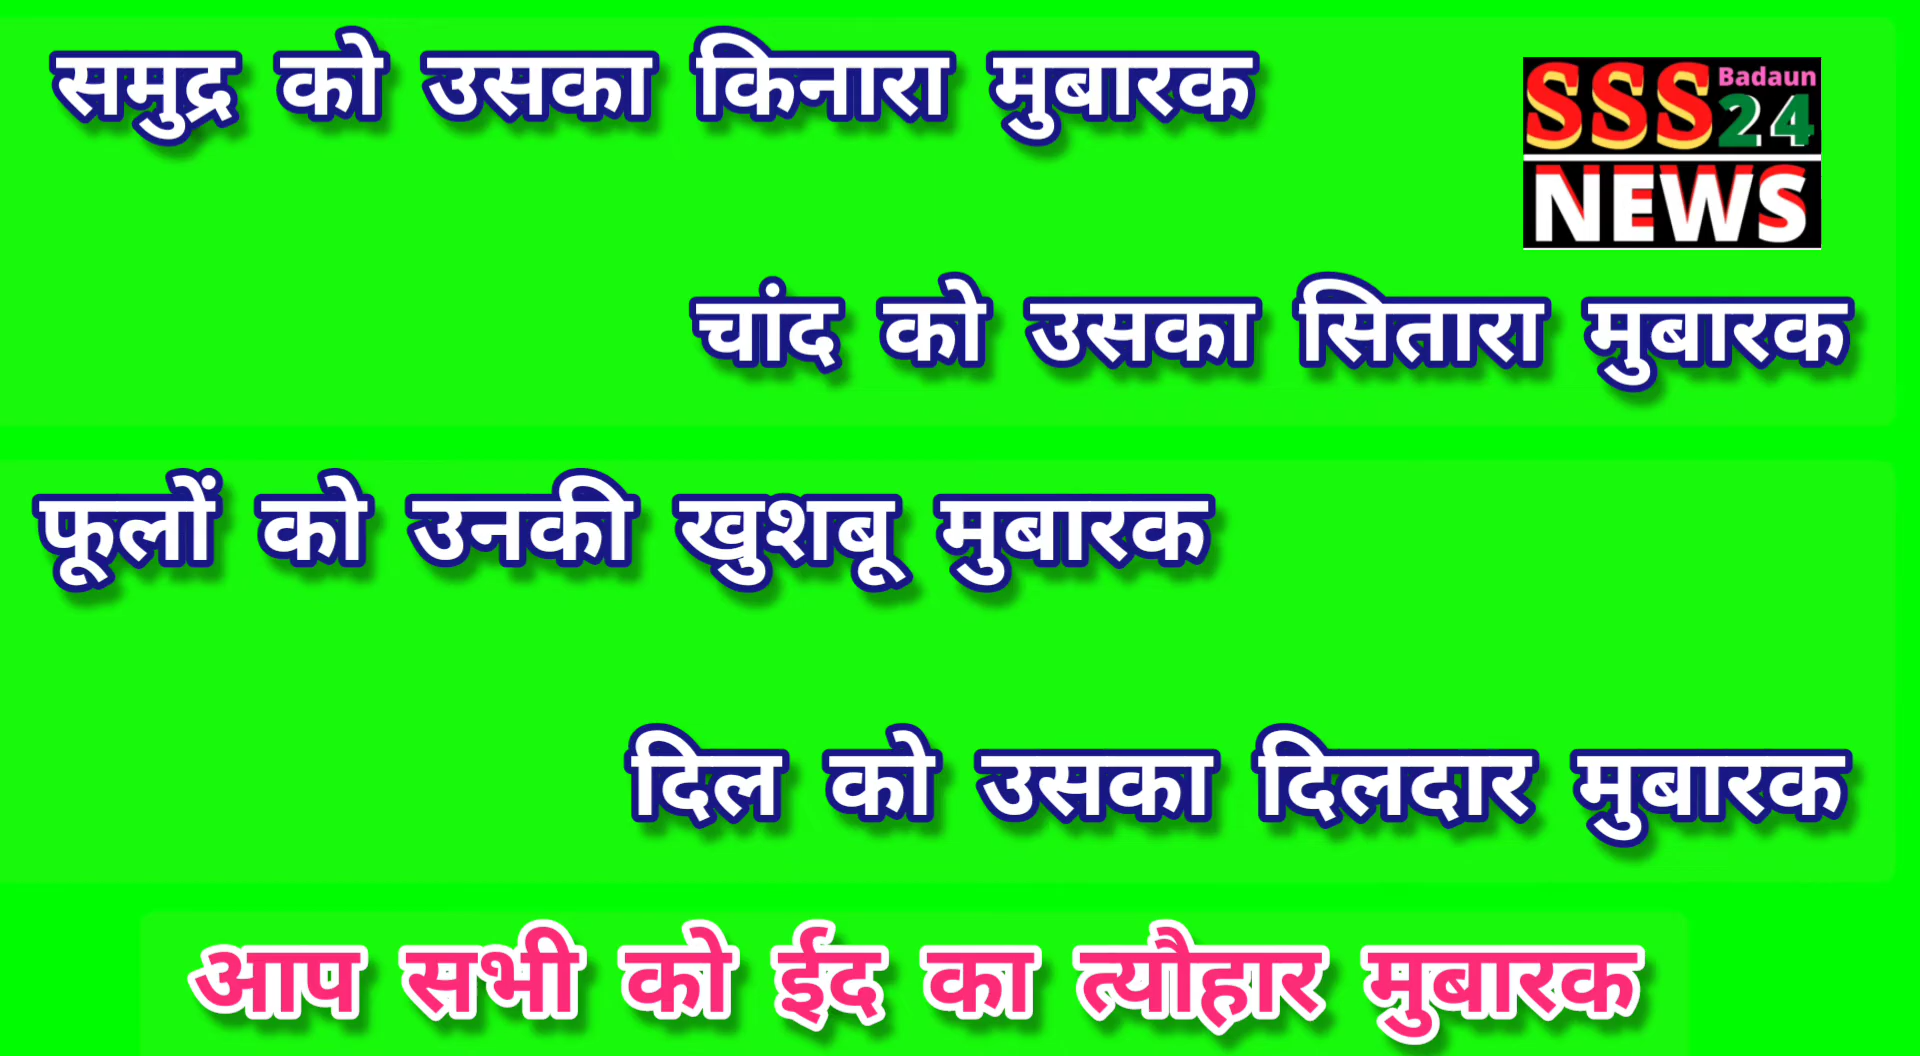 समुद्र को उसका किनारा मुबारक
SSS Badaun
24
NEWS
चांद को उसका सितारा मुबारक
फूलों को उनकी खुशबू मुबारक
दिल को उसका दिलदार मुबारक
आप सभी को ईद का त्यौहार मुबारक